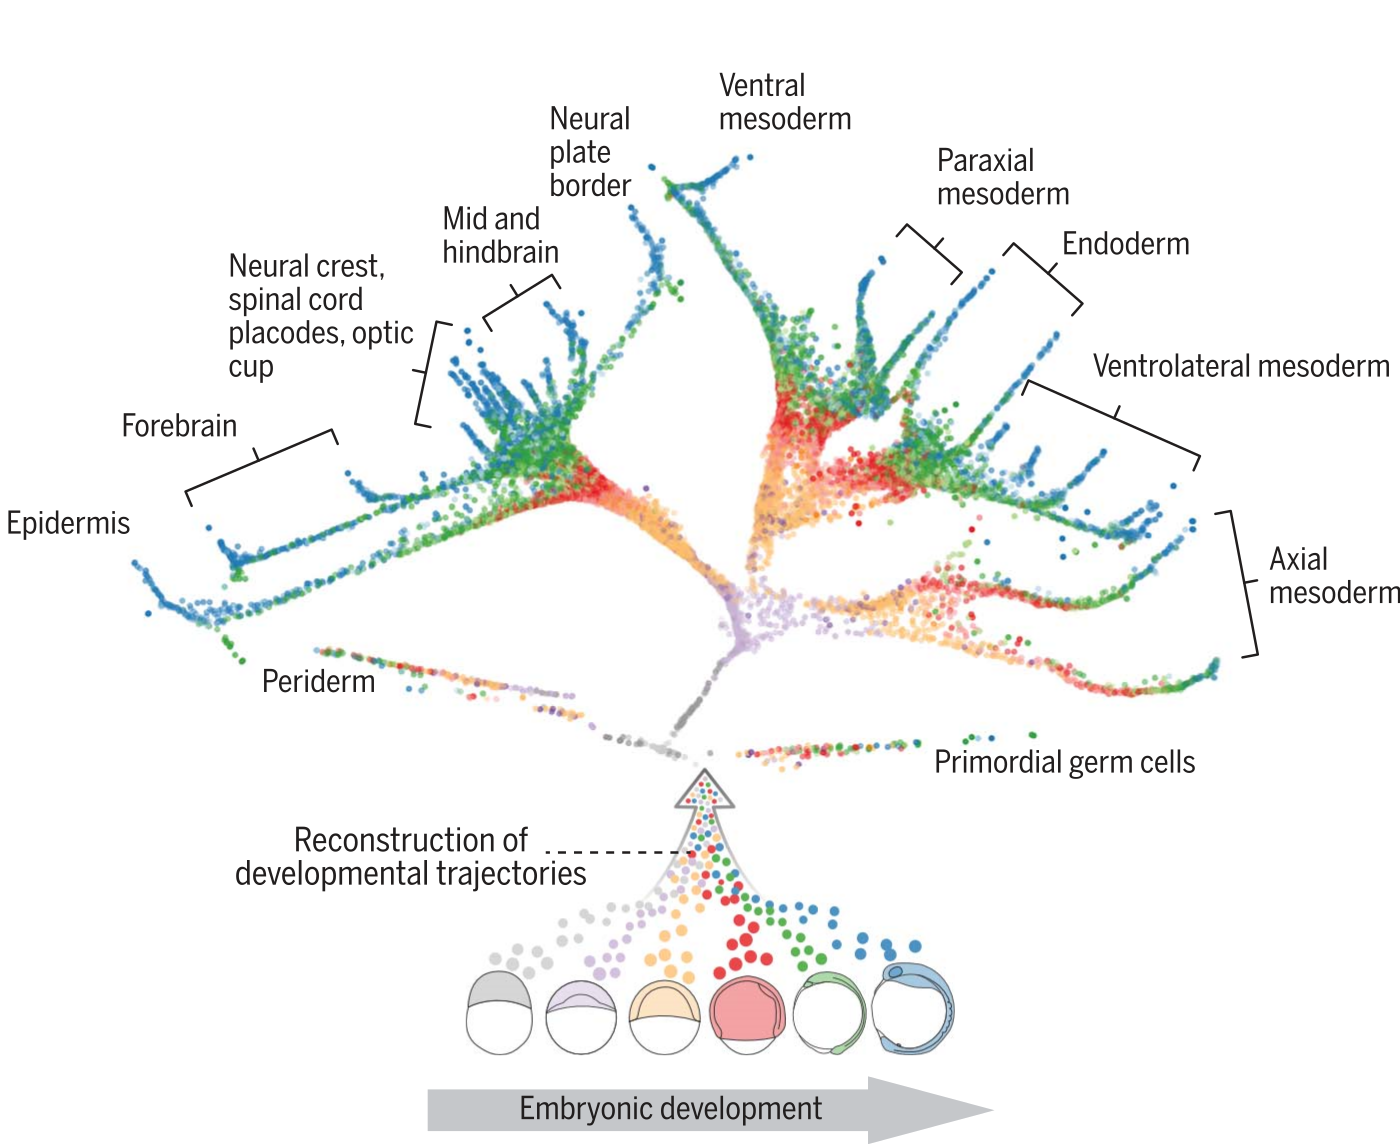 Ventral
mesoderm
Neural
plate
border
Paraxial
mesoderm
Mid and
hindbrain
Endoderm
Neural crest,
spinal cord
placodes, optic
cup
Ventrolateral mesoderm
Forebrain
Epidermis
Axial
mesoderm
Periderm
Primordial germ cells
Reconstruction of
developmental trajectories
Embryonic development